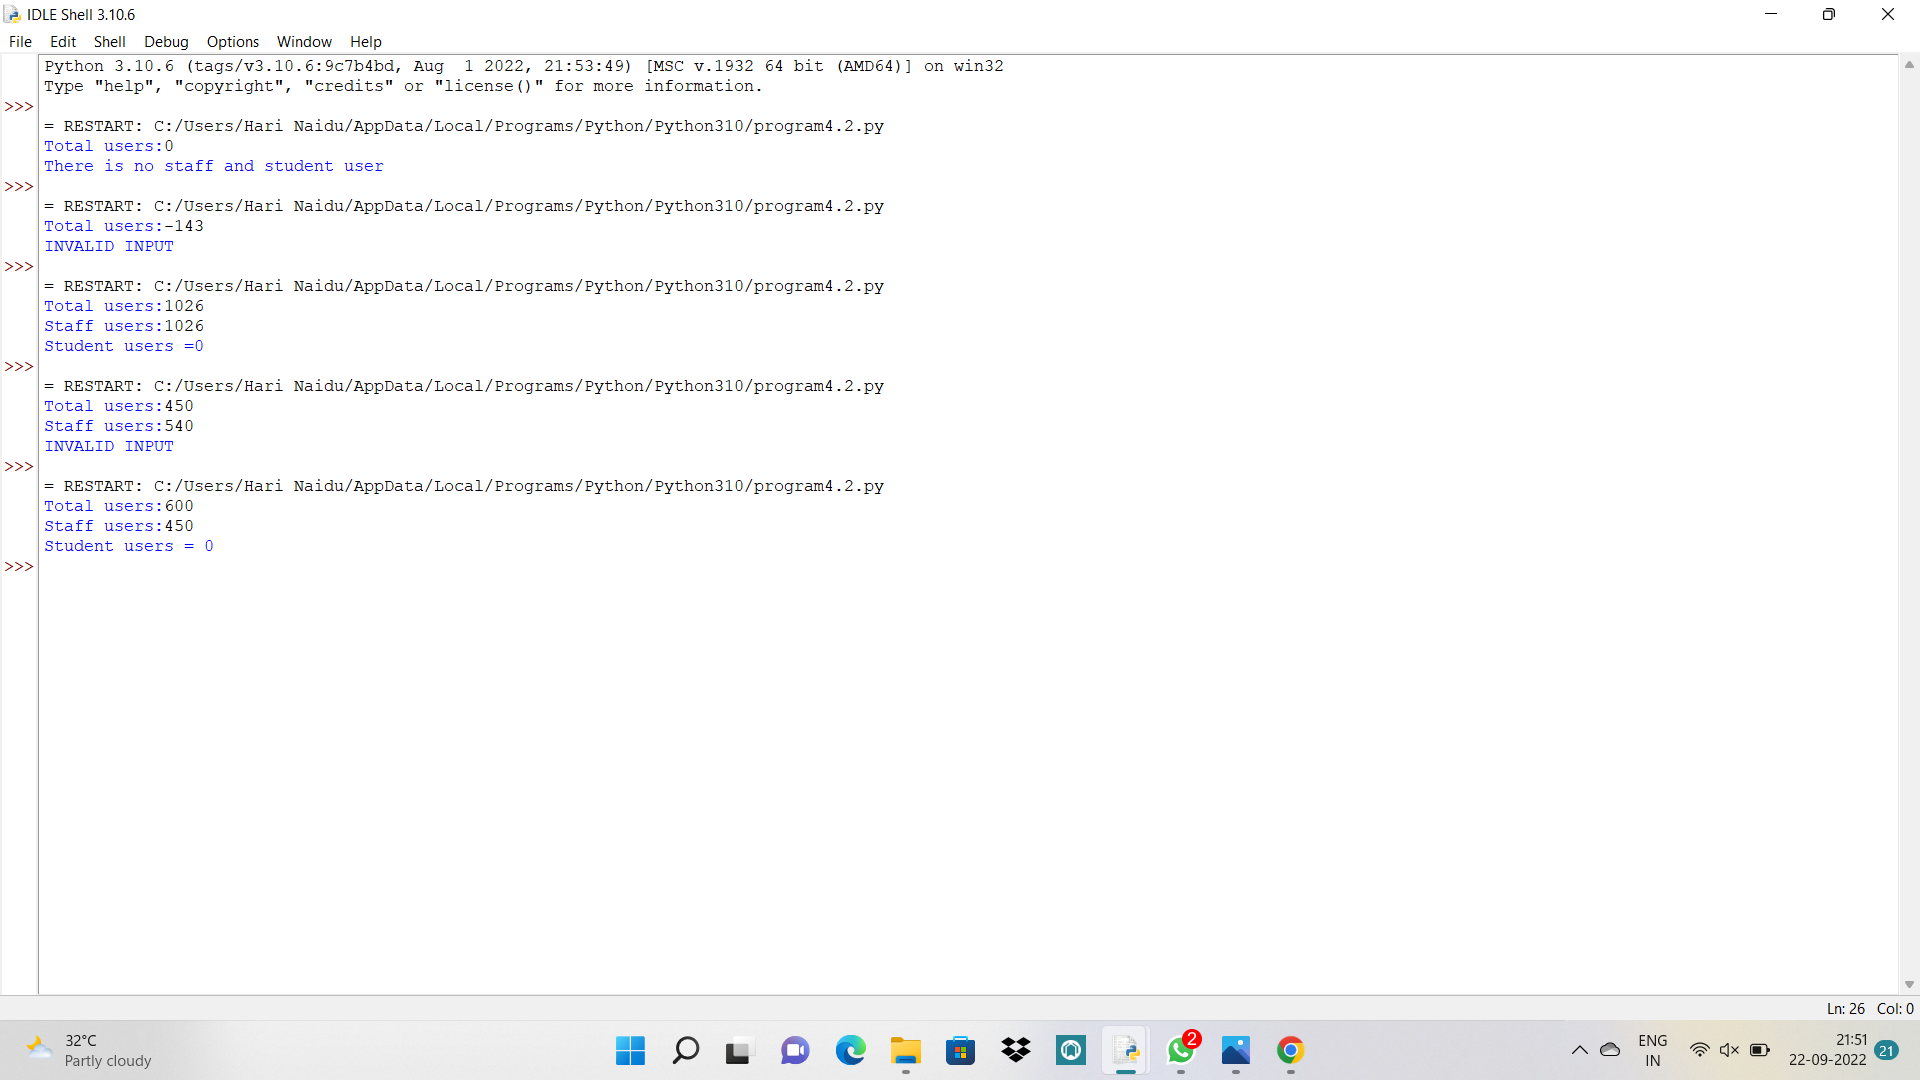 IDLE Shell 3.10.6
File Edit Shell Debug Options Window Help
Python 3.10.6 (tags/v3.10.6:9c7b4bd, Aug  1 2022, 21:53:49) [MSC v.1932 64 bit (AMD64)] on win32
Type "help", "copyright", "credits" or "license()" for more information.
>>>
= RESTART: C:/Users/Hari Naidu/AppData/Local/Programs/Python/Python310/program4.2.py
Total users:0
There is no staff and student user
>>>
= RESTART: C:/Users/Hari Naidu/AppData/Local/Programs/Python/Python310/program4.2.py
Total users:-143
INVALID INPUT
>>>
= RESTART: C:/Users/Hari Naidu/AppData/Local/Programs/Python/Python310/program4.2.py
Total users:1026
Staff users:1026
Student users =0
>>>
= RESTART: C:/Users/Hari Naidu/AppData/Local/Programs/Python/Python310/program4.2.py
Total users:450
Staff users:540
INVALID INPUT
>>>
= RESTART: C:/Users/Hari Naidu/AppData/Local/Programs/Python/Python310/program4.2.py
Total users:600
Staff users:450
Student users = 0
>>>
Ln: 26 Col: 0
32°C
Partly cloudy
2
ENG
IN
21:51
22-09-2022
21